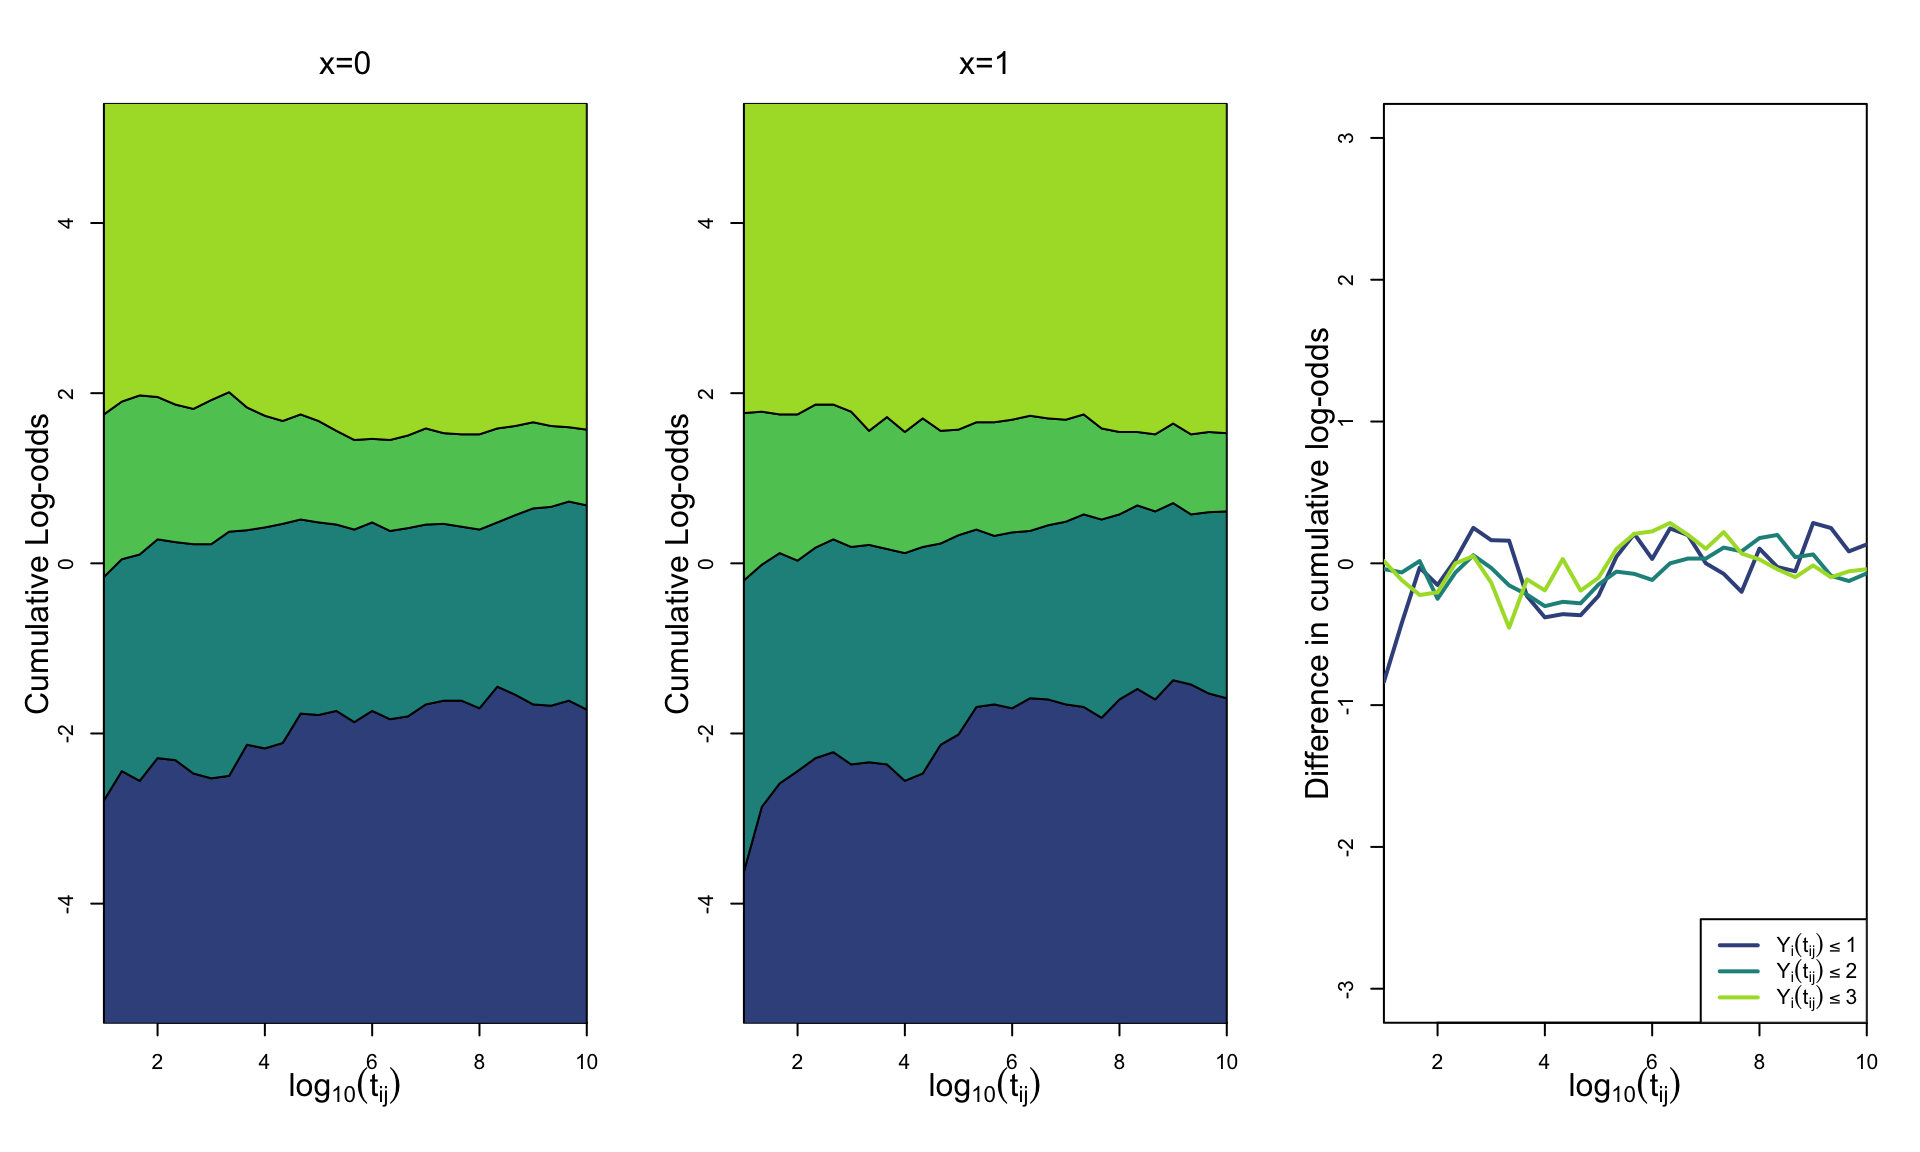 x=0
Cumulative Log-odds
4
2
0
-2
-4
2 4 6 8 10
log₁₀(tᵢⱼ)
x=1
Cumulative Log-odds
4
2
0
-2
-4
2 4 6 8 10
log₁₀(tᵢⱼ)
Difference in cumulative log-odds
3
2
1
0
-1
-2
-3
Yᵢ(tᵢⱼ) ≤ 1
Yᵢ(tᵢⱼ) ≤ 2
Yᵢ(tᵢⱼ) ≤ 3
2 4 6 8 10
log₁₀(tᵢⱼ)